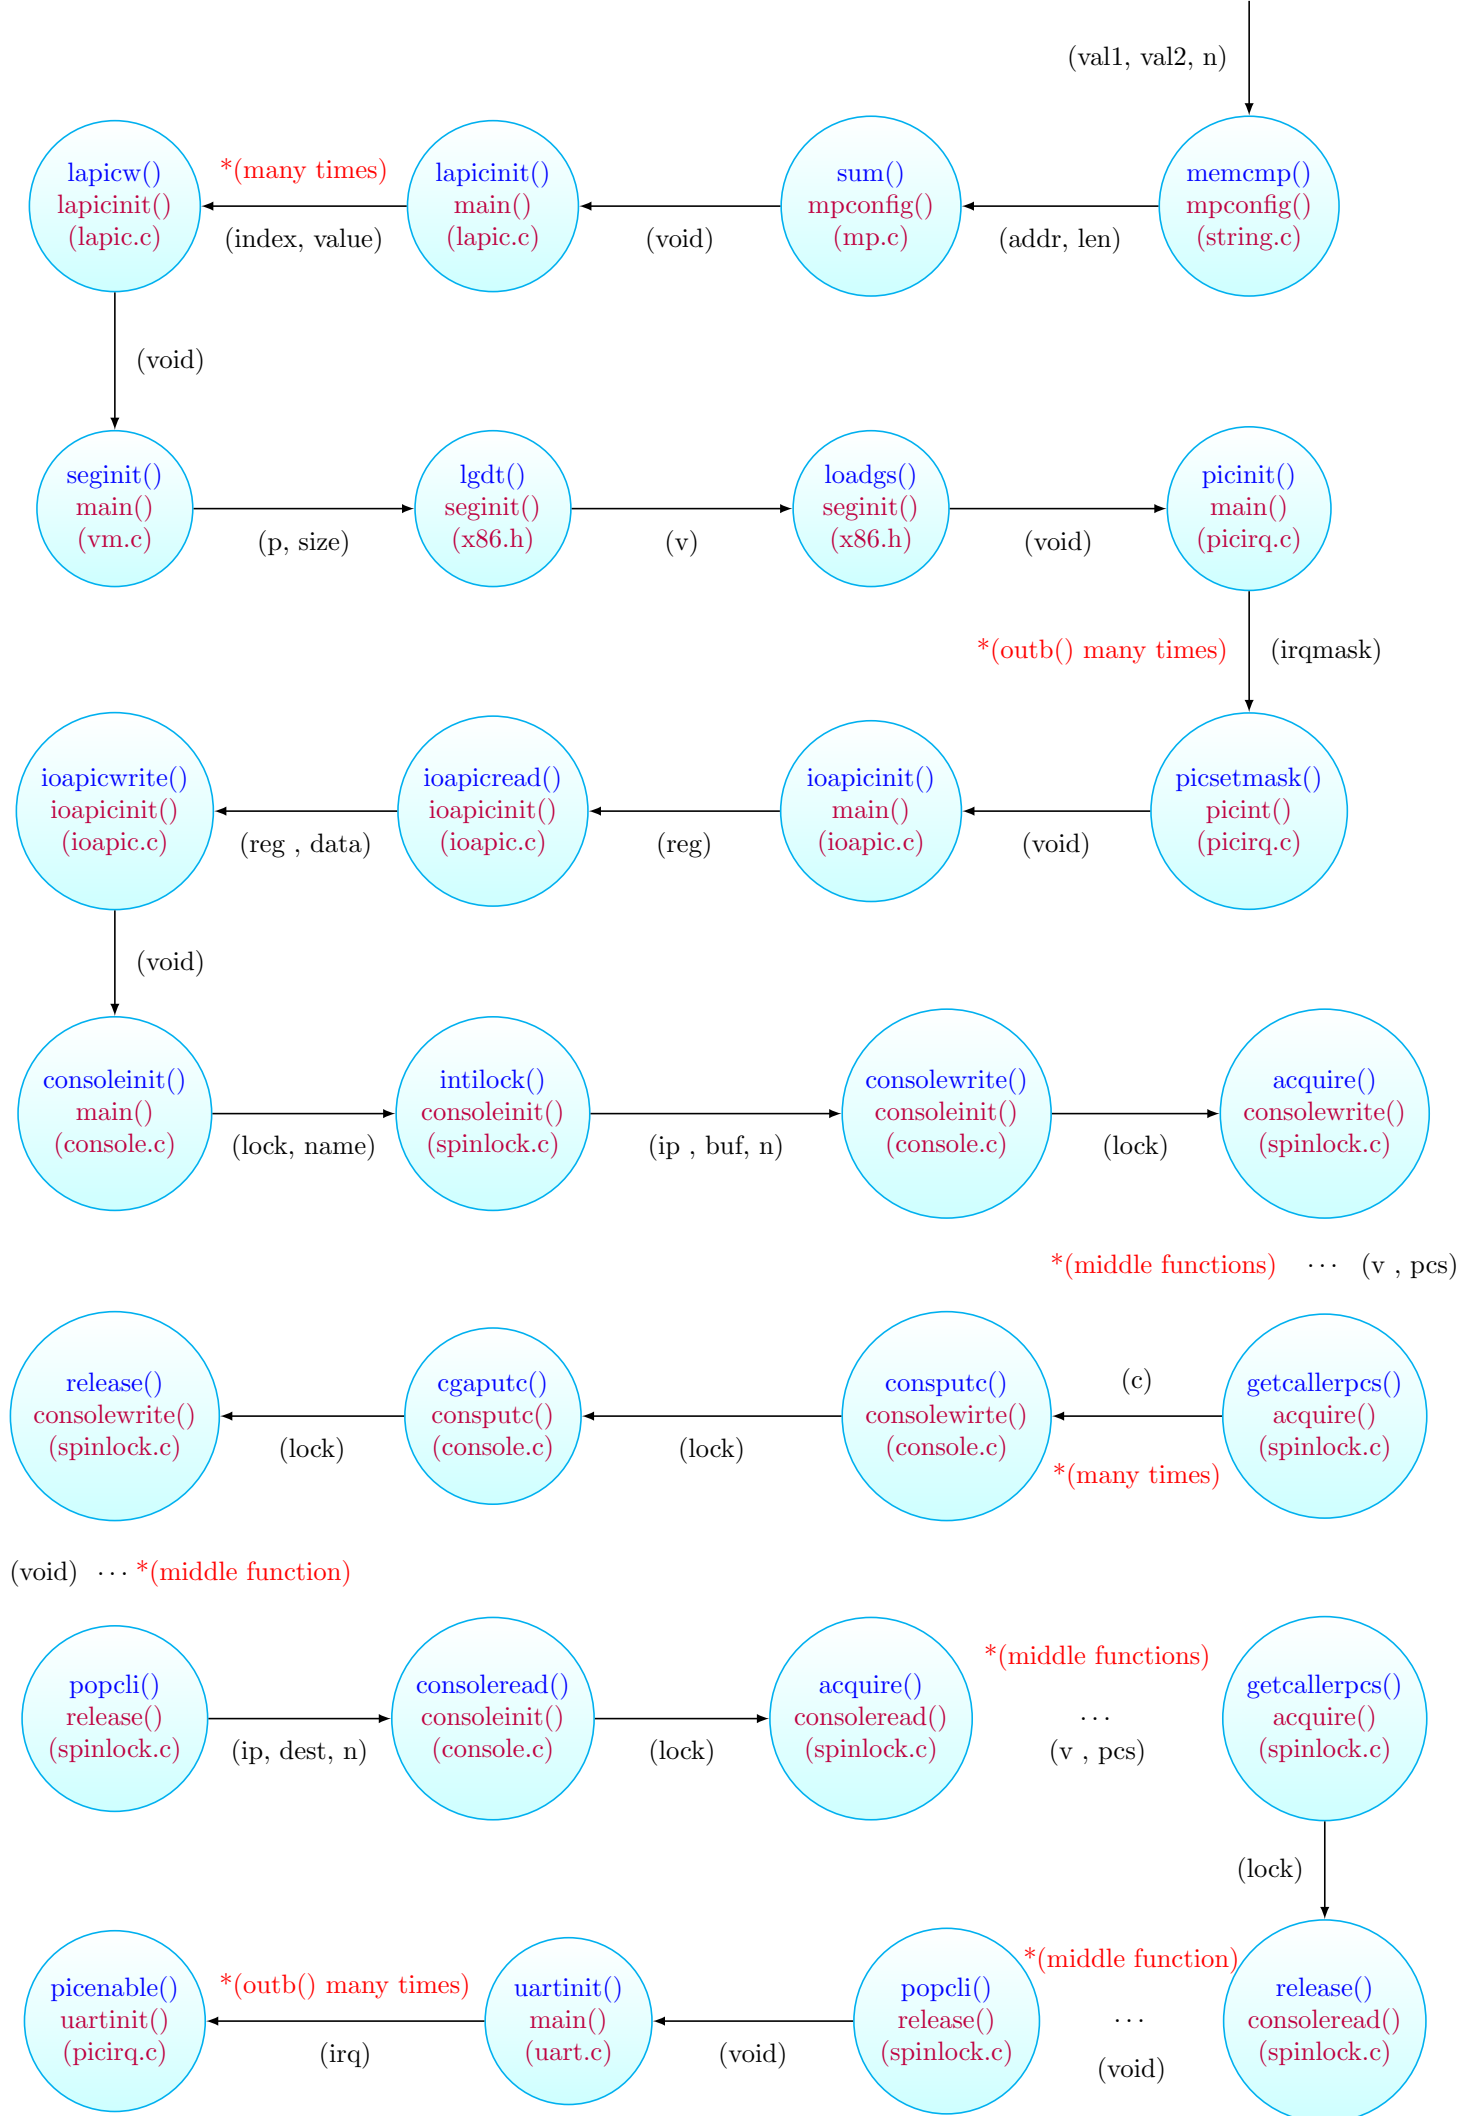 (val1, val2, n)
lapicw()
lapicinit()
(lapic.c)
*(many times)
(index, value)
lapicinit()
main()
(lapic.c)
(void)
sum()
mpconfig()
(mp.c)
(addr, len)
memcmp()
mpconfig()
(string.c)
(void)
seginit()
main()
(vm.c)
(p, size)
lgdt()
seginit()
(x86.h)
(v)
loadgs()
seginit()
(x86.h)
(void)
picinit()
main()
(picirq.c)
*(outb() many times)
(irqmask)
ioapicwrite()
ioapicinit()
(ioapic.c)
(reg , data)
ioapicread()
ioapicinit()
(ioapic.c)
(reg)
ioapicinit()
main()
(ioapic.c)
(void)
picsetmask()
picint()
(picirq.c)
(void)
consoleinit()
main()
(console.c)
(lock, name)
intilock()
consoleinit()
(spinlock.c)
(ip , buf, n)
consolewrite()
consoleinit()
(console.c)
(lock)
acquire()
consolewrite()
(spinlock.c)
*(middle functions) ··· (v , pcs)
release()
consolewrite()
(spinlock.c)
(lock)
cgaputc()
consputc()
(console.c)
(lock)
consputc()
consolewirte()
(console.c)
(c)
*(many times)
getcallerpcs()
acquire()
(spinlock.c)
(void) ··· *(middle function)
popcli()
release()
(spinlock.c)
(ip, dest, n)
consoleread()
consoleinit()
(console.c)
(lock)
acquire()
consoleread()
(spinlock.c)
*(middle functions)
···
(v , pcs)
getcallerpcs()
acquire()
(spinlock.c)
(lock)
picenable()
uartinit()
(picirq.c)
*(outb() many times)
(irq)
uartinit()
main()
(uart.c)
(void)
popcli()
release()
(spinlock.c)
*(middle function)
···
(void)
release()
consoleread()
(spinlock.c)